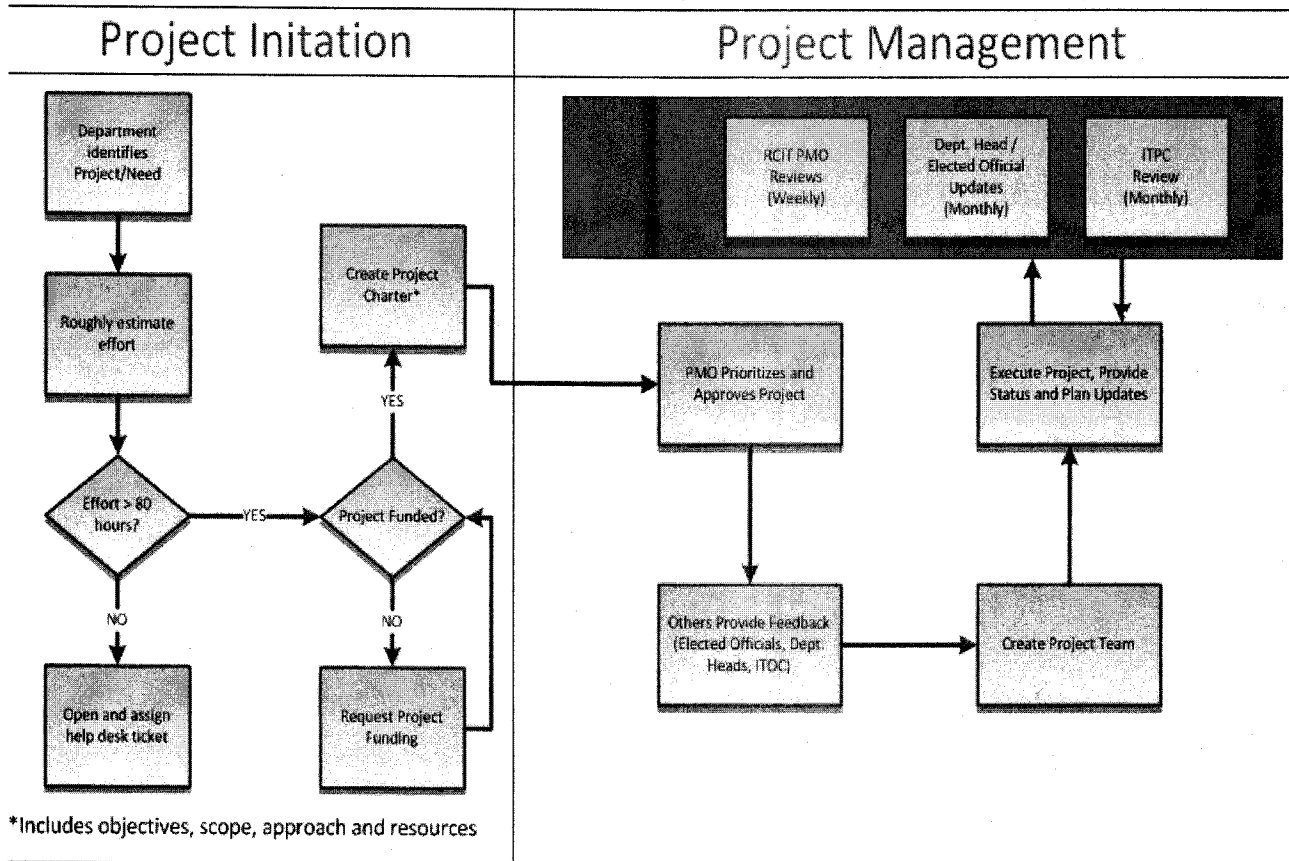 Project Initation
Project Management
Department
identifies
Project/Need
Roughly estimate
effort
Effort > 80
hours?
YES
NO
Open and assign
help desk ticket
Create Project
Charter*
YES
Project Funded?
NO
Request Project
Funding
*Includes objectives, scope, approach and resources
RCIT PMO
Reviews
(Weekly)
Dept. Head /
Elected Official
Updates
(Monthly)
ITPC
Review
(Monthly)
PMO Prioritizes and
Approves Project
Execute Project, Provide
Status and Plan Updates
Others Provide Feedback
(Elected Officials, Dept.
Heads, ITOC)
Create Project Team